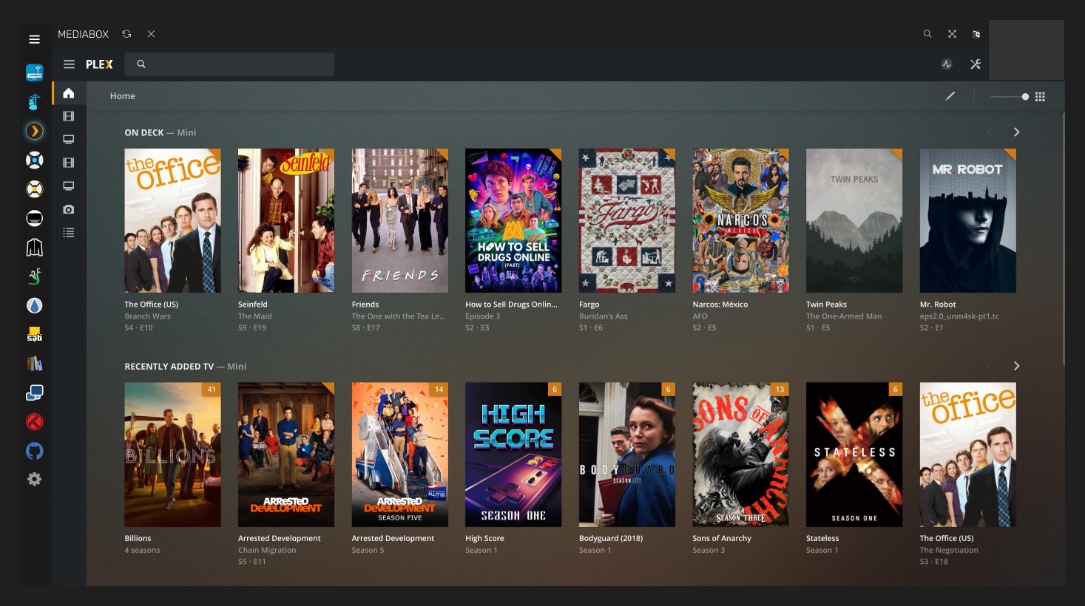 MEDIABOX
PLEX
Home
ON DECK — Mini
the office
Seinfeld
FRIENDS
HOW TO SELL
DRUGS ONLINE
(FAST)
Fargo
NARCOS
MEXICO
TWIN PEAKS
MR ROBOT
The Office (US)
Branch Wars
S4 · E10
Seinfeld
The Maid
S9 · E19
Friends
The One with the Tea Le...
S8 · E17
How to Sell Drugs Onlin...
Episode 3
S2 · E3
Fargo
Buridan's Ass
S1 · E6
Narcos: México
AFO
S2 · E5
Twin Peaks
The One-Armed Man
S1 · E5
Mr. Robot
eps2.0_unm4sk-pt1.tc
S2 · E1
RECENTLY ADDED TV — Mini
41
BILLIONS
ARReSTeD
DEVELOPMENT
14
ARReSTeD
DEVELOPMENT
SEASON FIVE
6
HIGH
SCORE
SEASON ONE
6
BODYGUARD
SEASON ONE
13
SONS OF
ANARCHY
SEASON THREE
6
STATELESS
SEASON ONE
the office
Billions
4 seasons
Arrested Development
Chain Migration
S5 · E11
Arrested Development
Season 5
High Score
Season 1
Bodyguard (2018)
Season 1
Sons of Anarchy
Season 3
Stateless
Season 1
The Office (US)
The Negotiation
S3 · E18
sab